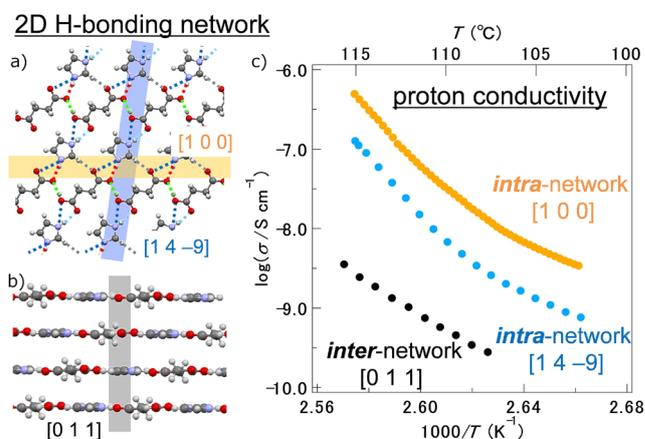 2D H-bonding network
a)
[1 0 0]
[1 4 –9]
b)
[0 1 1]
c)
T (℃)
115
110
105
100
proton conductivity
log(σ/S cm⁻¹)
-6.0
-7.0
-8.0
-9.0
-10.0
intra-network
[1 0 0]
inter-network
[0 1 1]
intra-network
[1 4 –9]
2.56
2.60
2.64
2.68
1000/T (K⁻¹)